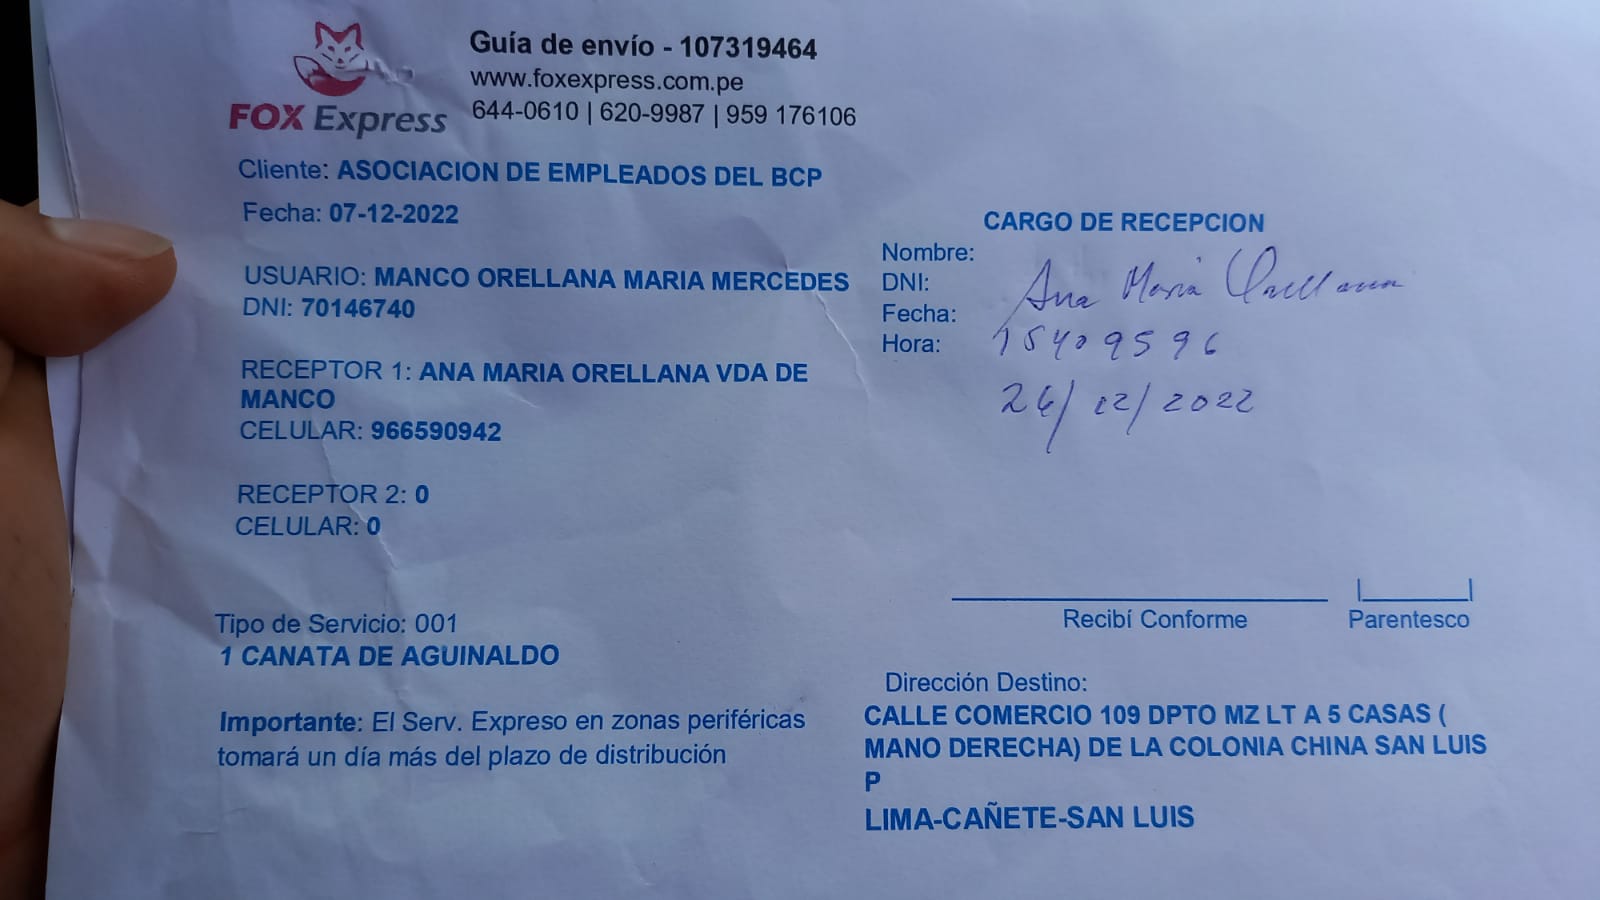 FOX Express
Guía de envío - 107319464
www.foxexpress.com.pe
644-0610 | 620-9987 | 959 176106
Cliente: ASOCIACION DE EMPLEADOS DEL BCP
Fecha: 07-12-2022
USUARIO: MANCO ORELLANA MARIA MERCEDES
DNI: 70146740
RECEPTOR 1: ANA MARIA ORELLANA VDA DE
MANCO
CELULAR: 966590942
RECEPTOR 2: 0
CELULAR: 0
Tipo de Servicio: 001
1 CANATA DE AGUINALDO
Importante: El Serv. Expreso en zonas periféricas
tomará un día más del plazo de distribución
CARGO DE RECEPCION
Nombre:
DNI:
Fecha:
Hora:
Ana Maria Orellana
15409596
26/12/2022
Recibí Conforme
Parentesco
Dirección Destino:
CALLE COMERCIO 109 DPTO MZ LT A 5 CASAS (
MANO DERECHA) DE LA COLONIA CHINA SAN LUIS
P
LIMA-CAÑETE-SAN LUIS